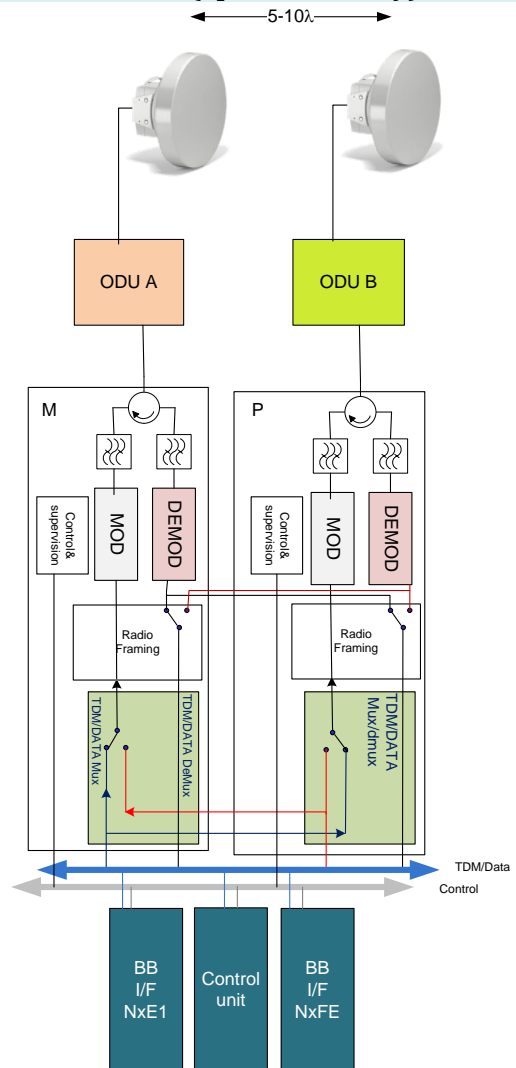 5-10λ
ODU A
ODU B
M
P
Control&
supervision
MOD
DEMOD
Control&
supervision
MOD
DEMOD
Radio
Framing
Radio
Framing
TDM/DATA Mux
TDM/DATA DeMux
TDM/DATA
Mux/dmux
TDM/Data
Control
BB
I/F
NxE1
Control
unit
BB
I/F
NxFE